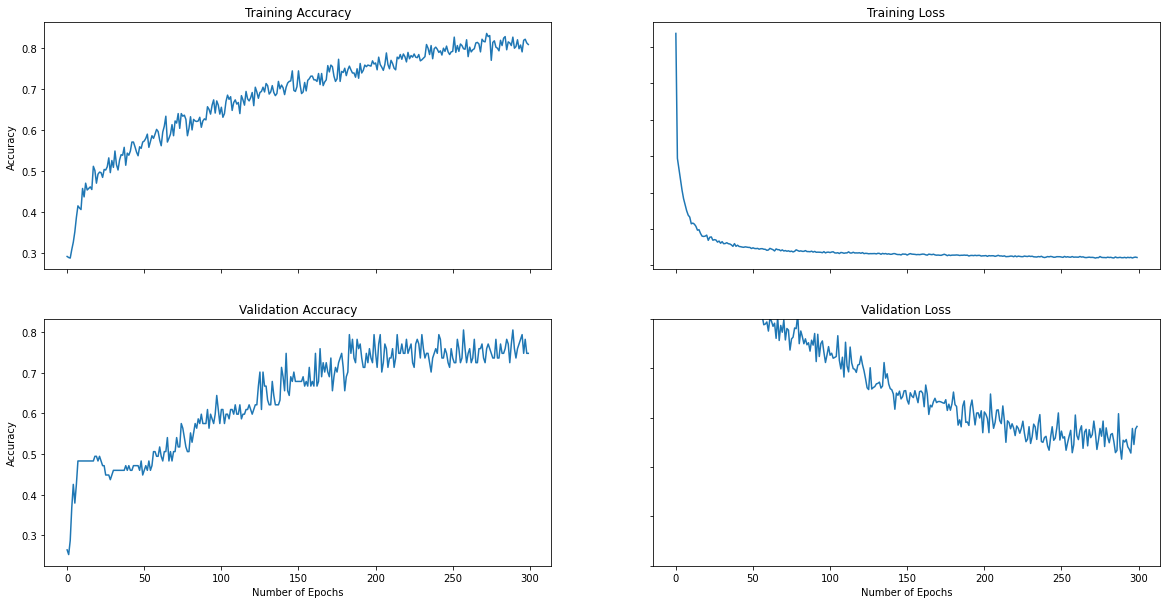 Training Accuracy
Training Loss
Accuracy
0.8
0.7
0.6
0.5
0.4
0.3
Validation Accuracy
Validation Loss
Accuracy
0.8
0.7
0.6
0.5
0.4
0.3
0 50 100 150 200 250 300
0 50 100 150 200 250 300
Number of Epochs
Number of Epochs